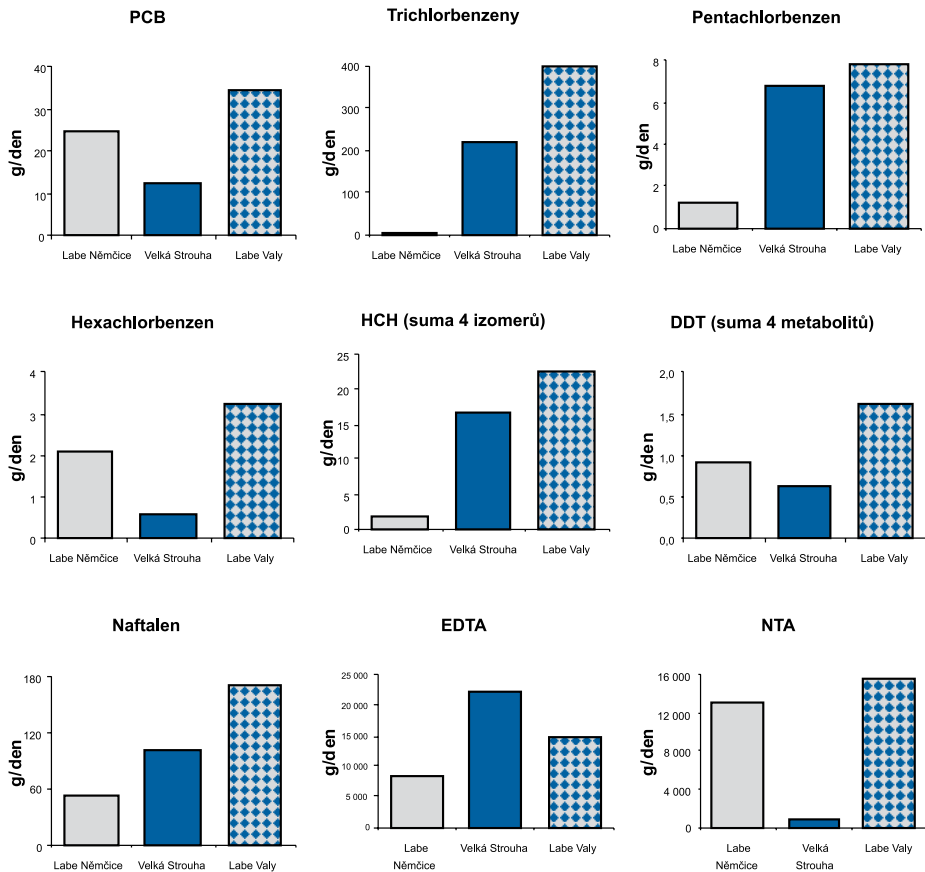 PCB
g/den
40
30
20
10
0
Labe Němčice Velká Strouha Labe Valy
Trichlorbenzeny
g/den
400
300
200
100
0
Labe Němčice Velká Strouha Labe Valy
Pentachlorbenzen
g/den
8
6
4
2
0
Labe Němčice Velká Strouha Labe Valy
Hexachlorbenzen
g/den
4
3
2
1
0
Labe Němčice Velká Strouha Labe Valy
HCH (suma 4 izomerů)
g/den
25
20
15
10
5
0
Labe Němčice Velká Strouha Labe Valy
DDT (suma 4 metabolitů)
g/den
2,0
1,5
1,0
0,5
0,0
Labe Němčice Velká Strouha Labe Valy
Naftalen
g/den
180
120
60
0
Labe Němčice Velká Strouha Labe Valy
EDTA
g/den
25 000
20 000
15 000
10 000
5 000
0
Labe Velká Strouha Labe Valy
Němčice
NTA
g/den
16 000
12 000
8 000
4 000
0
Labe Velká Labe Valy
Němčice Strouha